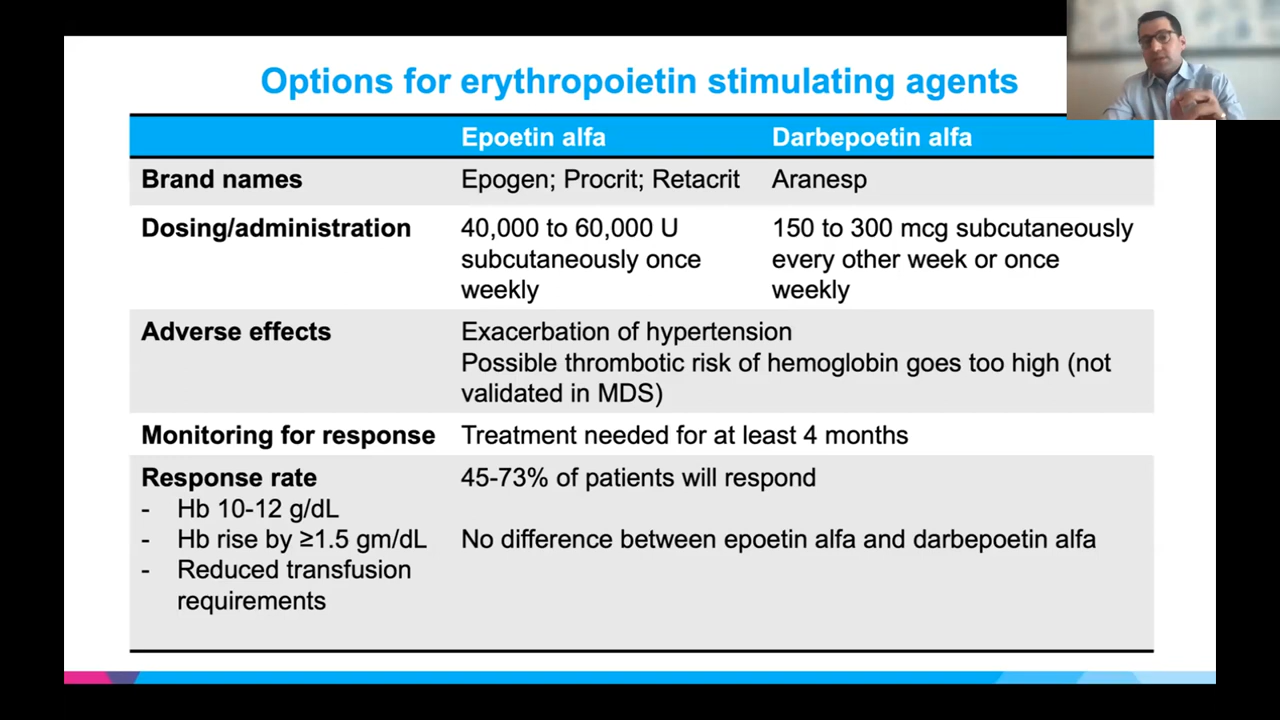 Options for erythropoietin stimulating agents
Epoetin alfa Darbepoetin alfa
Brand names Epogen; Procrit; Retacrit Aranesp
Dosing/administration 40,000 to 60,000 U 150 to 300 mcg subcutaneously
subcutaneously once every other week or once
weekly weekly
Adverse effects Exacerbation of hypertension
Possible thrombotic risk of hemoglobin goes too high (not
validated in MDS)
Monitoring for response Treatment needed for at least 4 months
Response rate 45-73% of patients will respond
- Hb 10-12 g/dL
- Hb rise by ≥1.5 gm/dL No difference between epoetin alfa and darbepoetin alfa
- Reduced transfusion
requirements